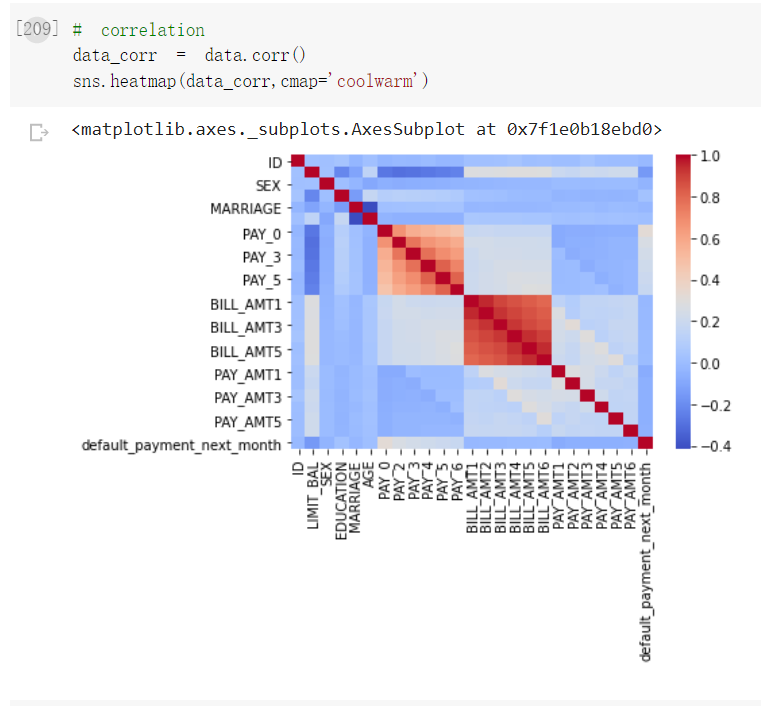 [209] # correlation
data_corr = data.corr()
sns.heatmap(data_corr,cmap='coolwarm')
<matplotlib.axes._subplots.AxesSubplot at 0x7f1e0b18ebd0>
ID
SEX
MARRIAGE
PAY_0
PAY_3
PAY_5
BILL_AMT1
BILL_AMT3
BILL_AMT5
PAY_AMT1
PAY_AMT3
PAY_AMT5
default_payment_next_month
ID
LIMIT_BAL
SEX
EDUCATION
MARRIAGE
AGE
PAY_0
PAY_2
PAY_3
PAY_4
PAY_5
PAY_6
BILL_AMT1
BILL_AMT2
BILL_AMT3
BILL_AMT4
BILL_AMT5
BILL_AMT6
PAY_AMT1
PAY_AMT2
PAY_AMT3
PAY_AMT4
PAY_AMT5
PAY_AMT6
default_payment_next_month
1.0
0.8
0.6
0.4
0.2
0.0
−0.2
−0.4